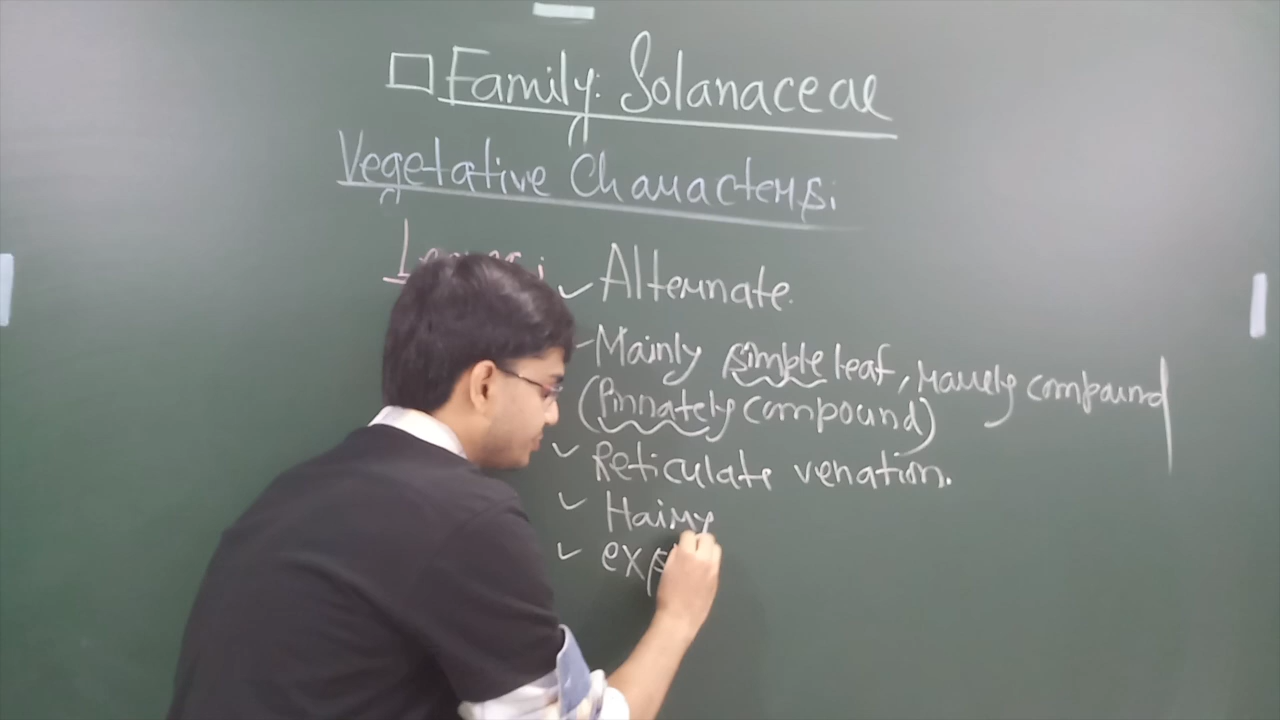 Family: Solanaceae
Vegetative Characters:
Alternate.
Mainly simple leaf, rarely compound
(Pinnately compound)
Reticulate venation.
Hairy